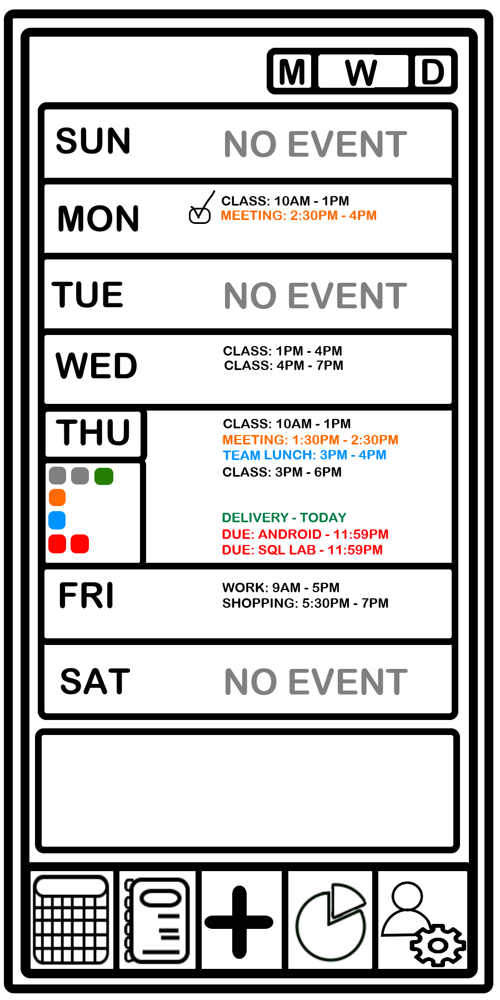 M W D
SUN
NO EVENT
MON
CLASS: 10AM - 1PM
MEETING: 2:30PM - 4PM
TUE
NO EVENT
WED
CLASS: 1PM - 4PM
CLASS: 4PM - 7PM
THU
CLASS: 10AM - 1PM
MEETING: 1:30PM - 2:30PM
TEAM LUNCH: 3PM - 4PM
CLASS: 3PM - 6PM
DELIVERY - TODAY
DUE: ANDROID - 11:59PM
DUE: SQL LAB - 11:59PM
FRI
WORK: 9AM - 5PM
SHOPPING: 5:30PM - 7PM
SAT
NO EVENT